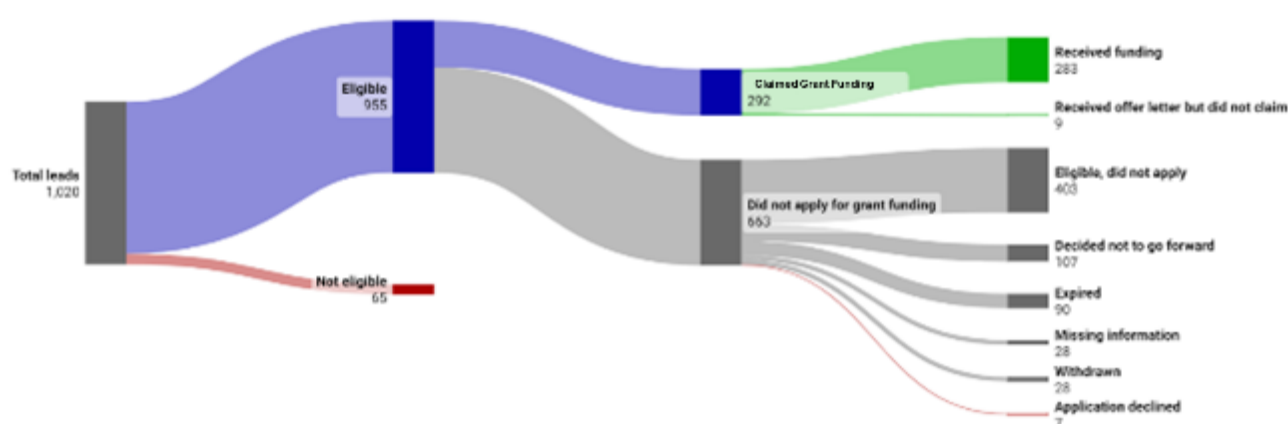 Total leads
1,020
Eligible
955
Not eligible
65
Claimed Grant Funding
292
Did not apply for grant funding
663
Received funding
283
Received offer letter but did not claim
9
Eligible, did not apply
403
Decided not to go forward
107
Expired
90
Missing information
28
Withdrawn
28
Application declined